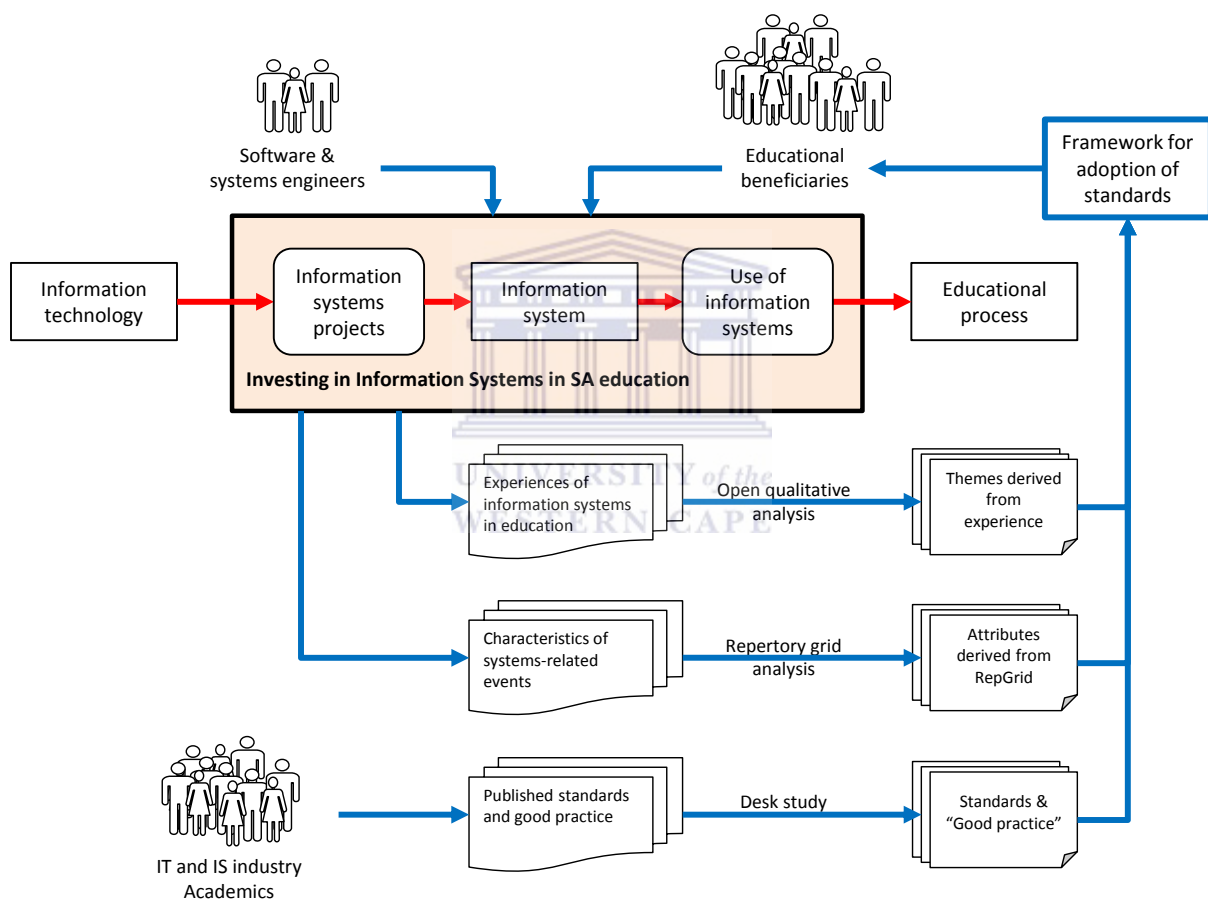 Software &
systems engineers
Educational
beneficiaries
Framework for
adoption of
standards
Information
technology
Information
systems
projects
Information
system
Use of
information
systems
Educational
process
Investing in Information Systems in SA education
UNIVERSITY of the
WESTERN CAPE
Experiences of
information systems
in education
Open qualitative
analysis
Themes derived
from
experience
Characteristics of
systems-related
events
Repertory grid
analysis
Attributes
derived from
RepGrid
Published standards
and good practice
Desk study
Standards &
“Good practice”
IT and IS industry
Academics